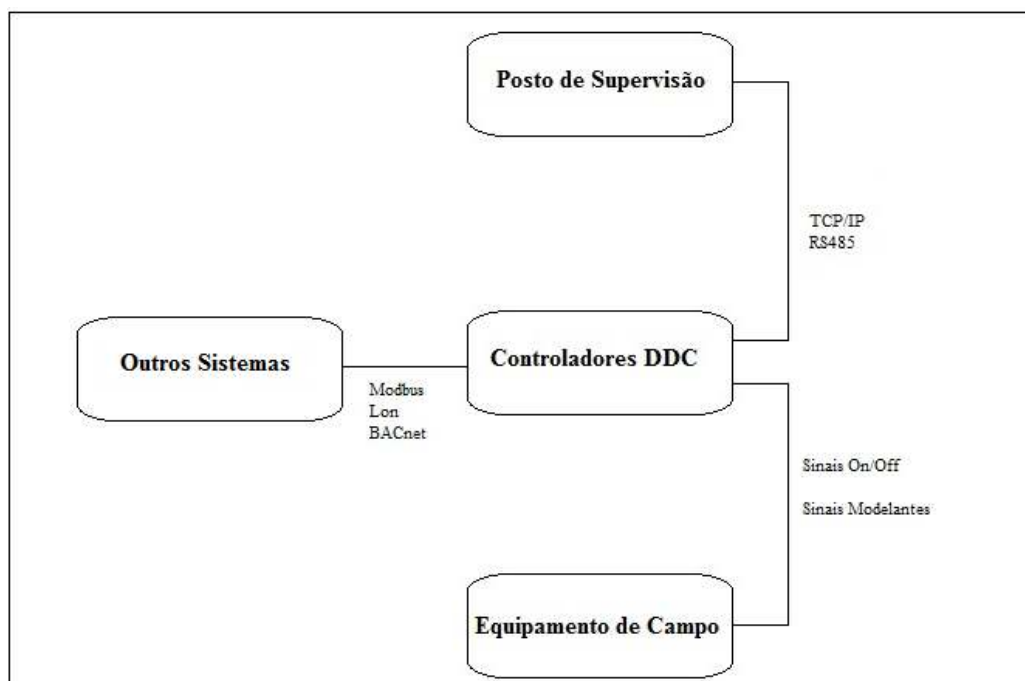 Posto de Supervisão
TCP/IP
RS485
Outros Sistemas
Controladores DDC
Modbus
Lon
BACnet
Sinais On/Off
Sinais Modelantes
Equipamento de Campo